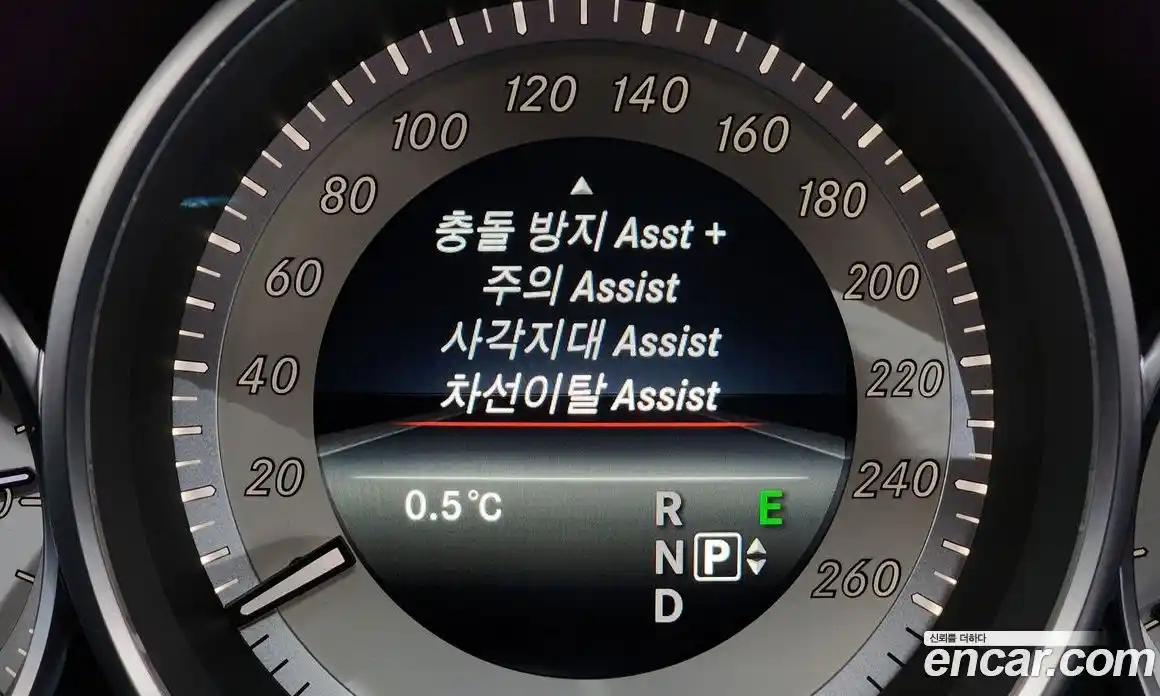 120 140
100 160
80 180
60 200
40 220
20 240
260
충돌 방지 Asst +
주의 Assist
사각지대 Assist
차선이탈 Assist
0.5°C
R E
N P
D
신뢰를 더하다
encar.com